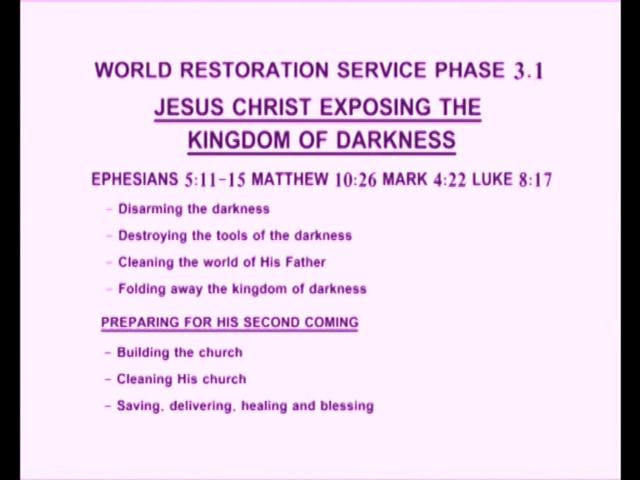 WORLD RESTORATION SERVICE PHASE 3.1
JESUS CHRIST EXPOSING THE
KINGDOM OF DARKNESS
EPHESIANS 5:11-15 MATTHEW 10:26 MARK 4:22 LUKE 8:17
- Disarming the darkness
- Destroying the tools of the darkness
- Cleaning the world of His Father
- Folding away the kingdom of darkness
PREPARING FOR HIS SECOND COMING
- Building the church
- Cleaning His church
- Saving, delivering, healing and blessing